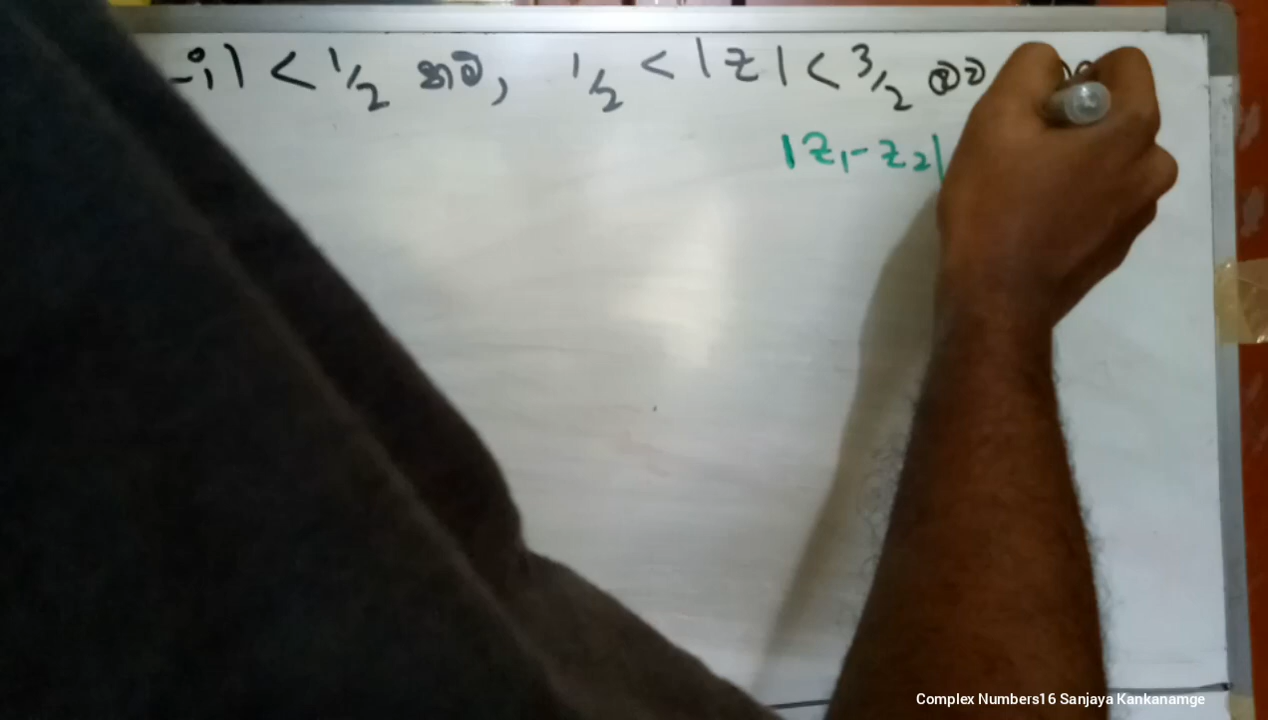 -i| < 1/2 නම්, 1/2 < |z| < 3/2 බව
|z₁ - z₂|
Complex Numbers16 Sanjaya Kankanamge